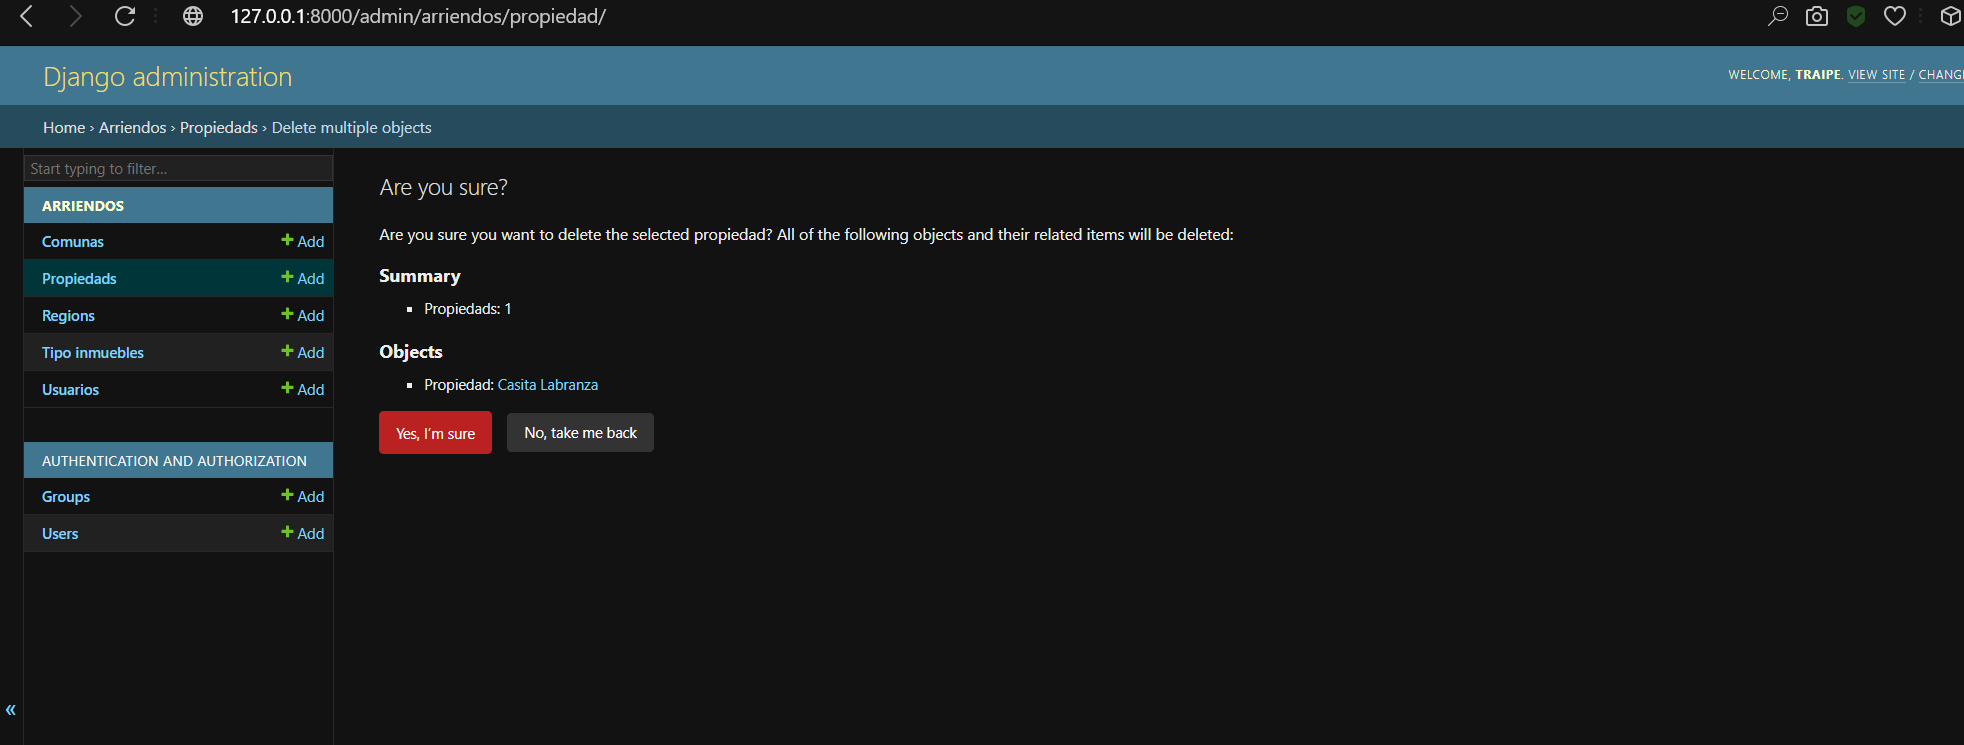 127.0.0.1:8000/admin/arriendos/propiedad/
Django administration
WELCOME, TRAIPE. VIEW SITE / CHANG
Home › Arriendos › Propiedads › Delete multiple objects
Start typing to filter...
ARRIENDOS
Comunas + Add
Propiedads + Add
Regions + Add
Tipo inmuebles + Add
Usuarios + Add
AUTHENTICATION AND AUTHORIZATION
Groups + Add
Users + Add
«
Are you sure?
Are you sure you want to delete the selected propiedad? All of the following objects and their related items will be deleted:
Summary
Propiedads: 1
Objects
Propiedad: Casita Labranza
Yes, I’m sure
No, take me back